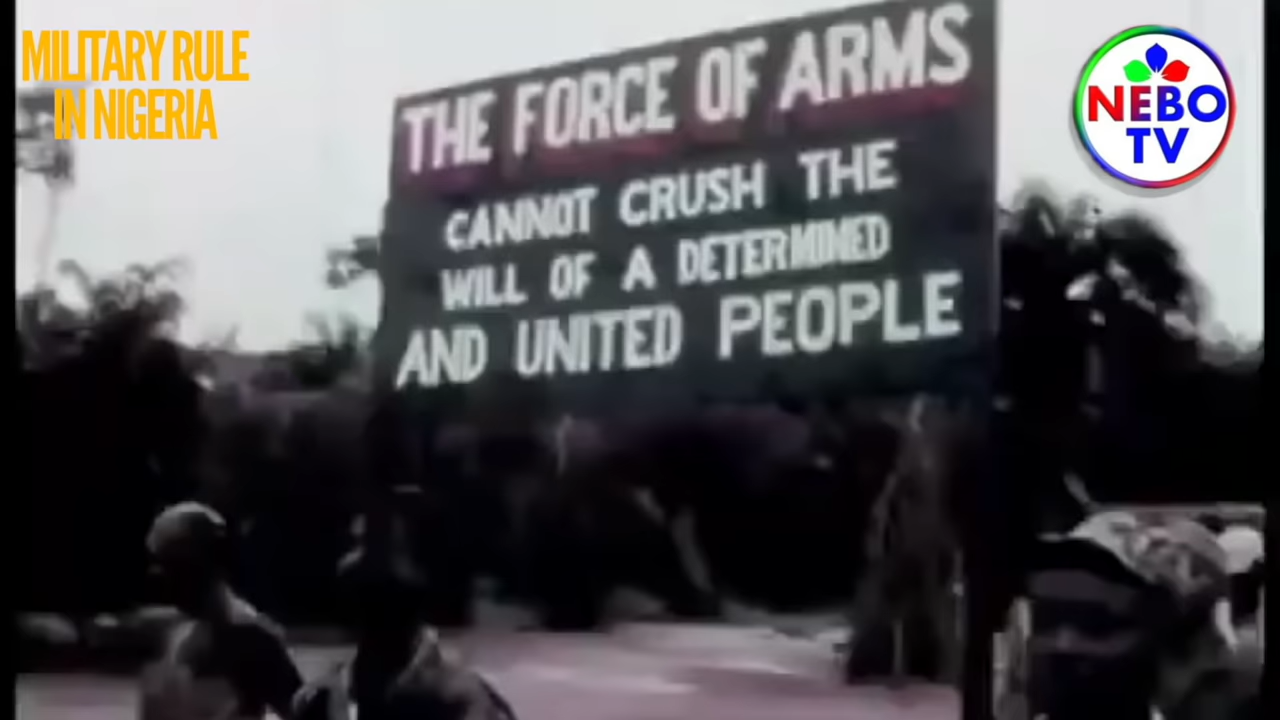 MILITARY RULE
IN NIGERIA
THE FORCE OF ARMS
CANNOT CRUSH THE
WILL OF A DETERMINED
AND UNITED PEOPLE
NEBO
TV